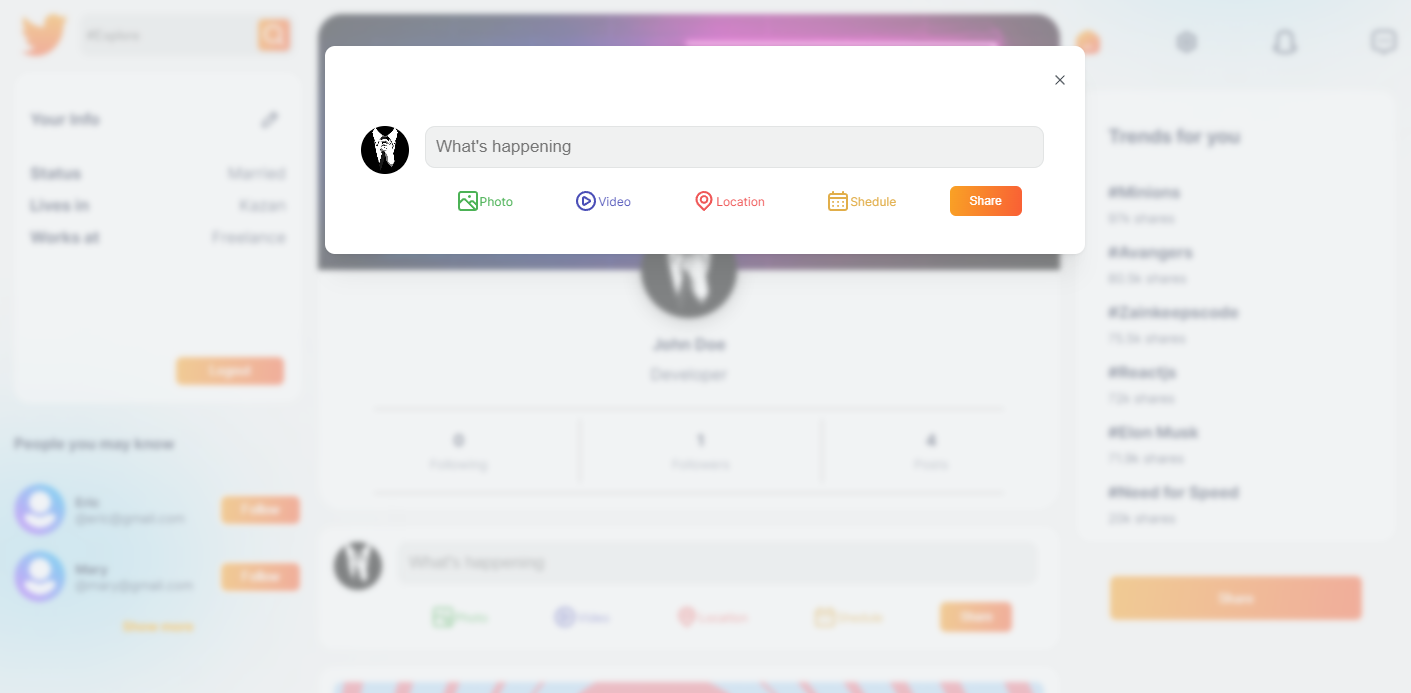 #Explore
Your Info
Status Married
Lives in Kazan
Works at Freelance
Logout
People you may know
Eric
@eric@gmail.com
Follow
Mary
@mary@gmail.com
Follow
Show more
What's happening
Photo Video Location Shedule Share
John Doe
Developer
0 1 4
Following Followers Posts
What's happening
Photo Video Location Shedule Share
Trends for you
#Minions
97k shares
#Avangers
80.5k shares
#Zainkeepscode
75.5k shares
#Reactjs
72k shares
#Elon Musk
71.9k shares
#Need for Speed
20k shares
Share